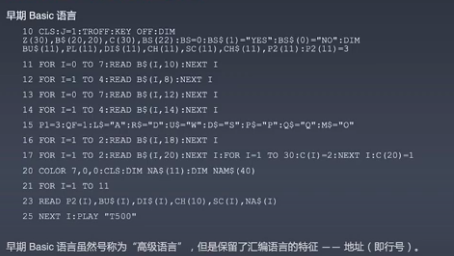 早期 Basic 语言
10 CLS:J=1:TROFF:KEY OFF:DIM
Z(30),B$(20,20),C(30),BS(22):BS=0:BS$(1)="YES":BS$(0)="NO":DIM
BU$(11),PL(11),DI$(11),CH(11),SC(11),CH$(11),P2(11):P2(11)=3
11 FOR I=0 TO 7:READ B$(I,10):NEXT I
12 FOR I=1 TO 4:READ B$(I,8):NEXT I
13 FOR I=0 TO 7:READ B$(I,12):NEXT I
14 FOR I=1 TO 4:READ B$(I,14):NEXT I
15 P1=3:QF=1:L$="A":R$="D":U$="W":D$="S":P$="P":Q$="Q":M$="O"
16 FOR I=1 TO 2:READ B$(I,18):NEXT I
17 FOR I=1 TO 2:READ B$(I,20):NEXT I:FOR I=1 TO 30:C(I)=2:NEXT I:C(20)=1
20 COLOR 7,0,0:CLS:DIM NA$(11):DIM NAM$(40)
21 FOR I=1 TO 11
23 READ P2(I),BU$(I),DI$(I),CH(10),SC(I),NA$(I)
25 NEXT I:PLAY "T500"
早期 Basic 语言虽然号称为“高级语言”，但是保留了汇编语言的特征 —— 地址（即行号）。